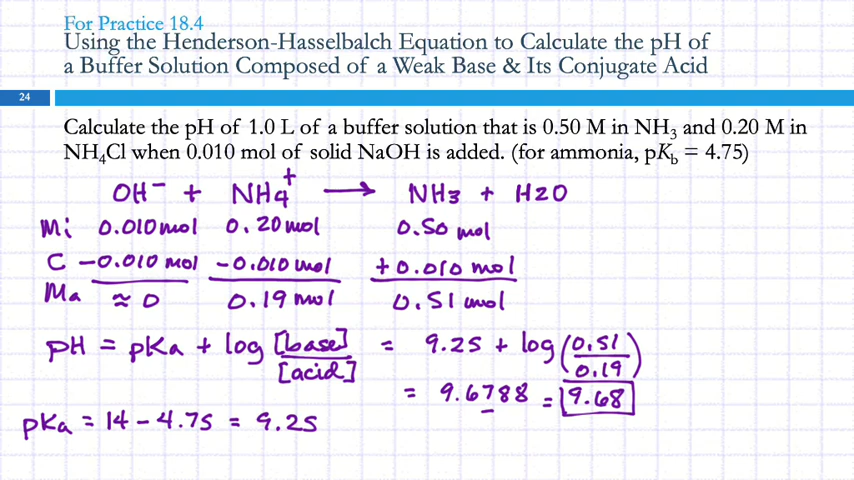 For Practice 18.4
Using the Henderson-Hasselbalch Equation to Calculate the pH of
a Buffer Solution Composed of a Weak Base & Its Conjugate Acid
24
Calculate the pH of 1.0 L of a buffer solution that is 0.50 M in NH₃ and 0.20 M in
NH₄Cl when 0.010 mol of solid NaOH is added. (for ammonia, pK_b = 4.75)
OH⁻ + NH₄⁺ ⟶ NH₃ + H₂O
Mi 0.010 mol 0.20 mol 0.50 mol
C −0.010 mol −0.010 mol +0.010 mol
Ma ≈ 0 0.19 mol 0.51 mol
pH = pKa + log [base]/[acid] = 9.25 + log (0.51/0.19)
= 9.6788 = 9.68
pKa = 14 − 4.75 = 9.25